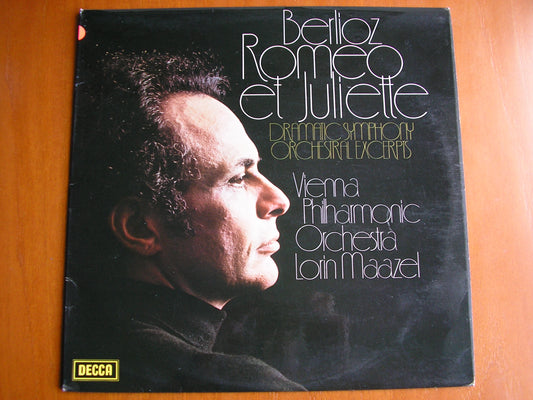 Berlioz
Romeo
et Juliette
DRAMATIC SYMPHONY
ORCHESTRAL EXCERPTS
Vienna
Philharmonic
Orchestra
Lorin Maazel
DECCA